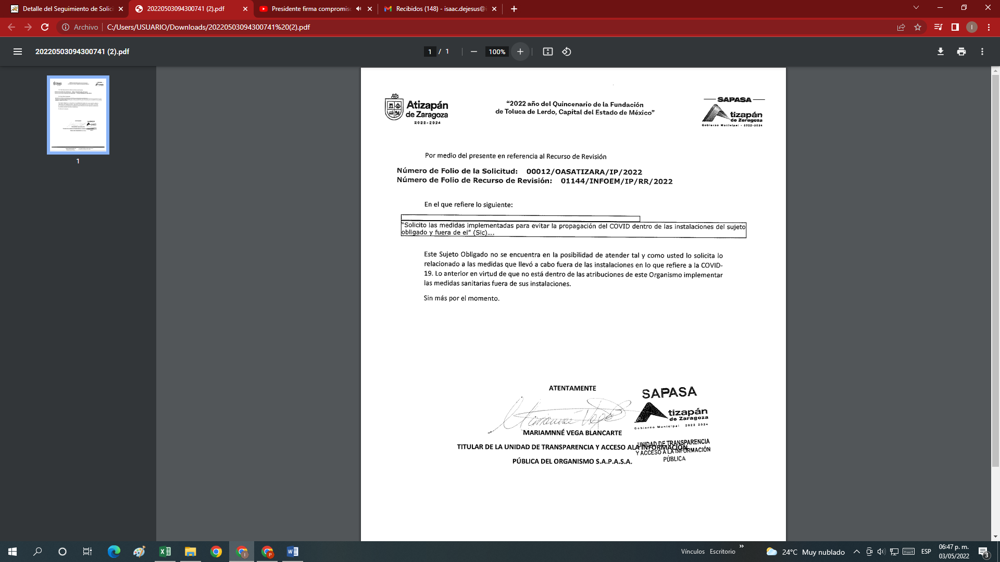 Detalle del Seguimiento de Solici
20220503094300741 (2).pdf
Presidente firma compromiso
Recibidos (148) - isaac.dejesus@i
Archivo
C:/Users/USUARIO/Downloads/20220503094300741%20(2).pdf
I
20220503094300741 (2).pdf
1 / 1
100%
1
Atizapán
de Zaragoza
2022-2024
“2022 año del Quincenario de la Fundación
de Toluca de Lerdo, Capital del Estado de México”
SAPASA
tizapán
de Zaragoza
Gobierno Municipal - 2022-2024
Por medio del presente en referencia al Recurso de Revisión
Número de Folio de la Solicitud: 00012/OASATIZARA/IP/2022
Número de Folio de Recurso de Revisión: 01144/INFOEM/IP/RR/2022
En el que refiere lo siguiente:
“Solicito las medidas implementadas para evitar la propagación del COVID dentro de las instalaciones del sujeto
obligado y fuera de el” (Sic)....
Este Sujeto Obligado no se encuentra en la posibilidad de atender tal y como usted lo solicita lo
relacionado a las medidas que llevó a cabo fuera de las instalaciones en lo que refiere a la COVID-
19. Lo anterior en virtud de que no está dentro de las atribuciones de este Organismo implementar
las medidas sanitarias fuera de sus instalaciones.
Sin más por el momento.
ATENTAMENTE
SAPASA
tizapán
de Zaragoza
Gobierno Municipal 2022 2024
MARIAMNNÉ VEGA BLANCARTE
TITULAR DE LA UNIDAD DE TRANSPARENCIA Y ACCESO ALA INFORMACIÓN
PÚBLICA DEL ORGANISMO S.A.P.A.S.A.
UNIDAD DE TRANSPARENCIA
Y ACCESO A LA INFORMACIÓN
PÚBLICA
Vínculos
Escritorio
24°C Muy nublado
ESP
06:47 p. m.
03/05/2022
3